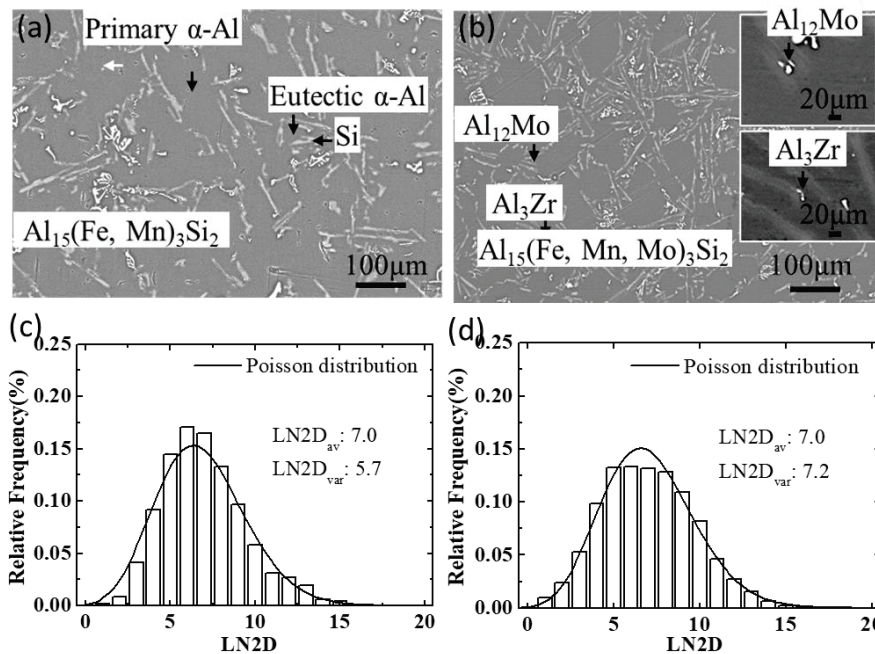 (a)
Primary α-Al
Eutectic α-Al
Si
Al₁₅(Fe, Mn)₃Si₂
100μm
(b)
Al₁₂Mo
20μm
Al₃Zr
20μm
Al₁₂Mo
Al₃Zr
Al₁₅(Fe, Mn, Mo)₃Si₂
100μm
(c)
0.25
0.20
0.15
0.10
0.05
0.00
Relative Frequency(%)
Poisson distribution
LN2Dav: 7.0
LN2Dvar: 5.7
0 5 10 15 20
LN2D
(d)
0.25
0.20
0.15
0.10
0.05
0.00
Relative Frequency(%)
Poisson distribution
LN2Dav: 7.0
LN2Dvar: 7.2
0 5 10 15 20
LN2D